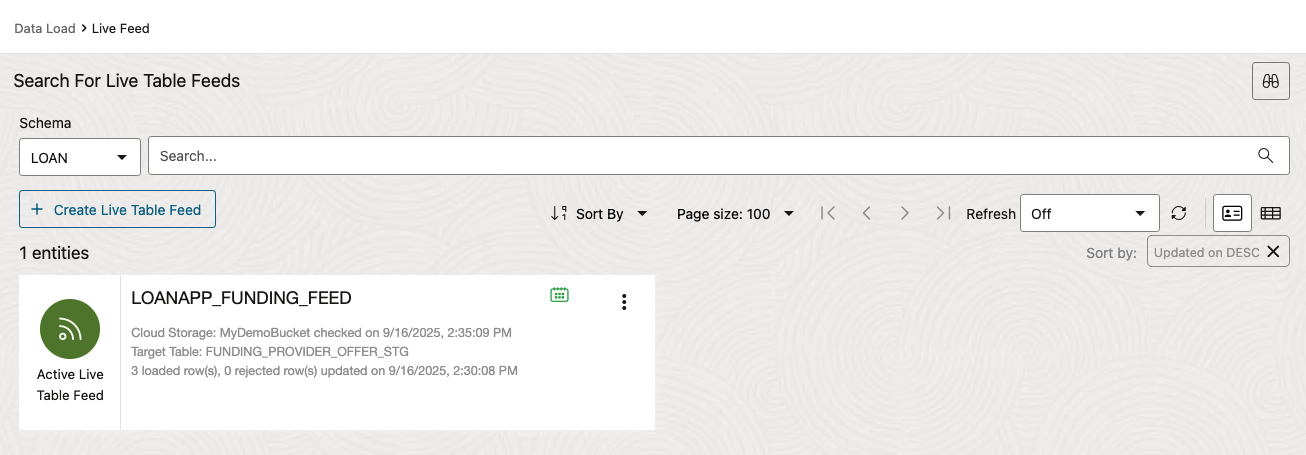 Data Load > Live Feed
Search For Live Table Feeds
Schema
LOAN
Search...
+ Create Live Table Feed
Sort By
Page size: 100
Refresh
Off
1 entities
Sort by:
Updated on DESC
LOANAPP_FUNDING_FEED
Cloud Storage: MyDemoBucket checked on 9/16/2025, 2:35:09 PM
Target Table: FUNDING_PROVIDER_OFFER_STG
3 loaded row(s), 0 rejected row(s) updated on 9/16/2025, 2:30:08 PM
Active Live
Table Feed